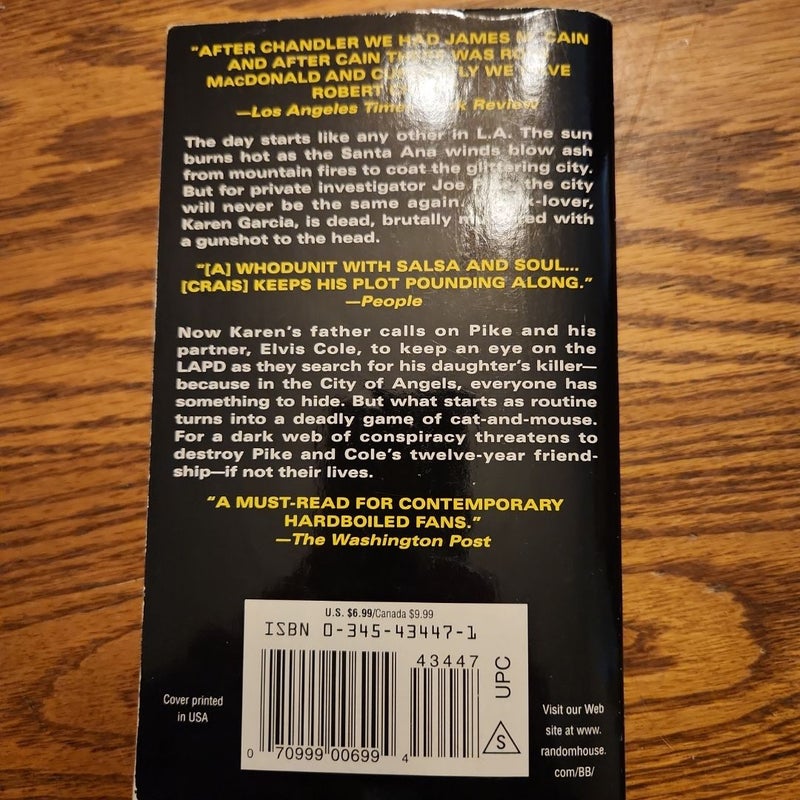 "AFTER CHANDLER WE HAD JAMES M. CAIN
AND AFTER CAIN THERE WAS
MACDONALD AND WE HAVE
ROBERT
—Los Angeles Times Book Review
The day starts like any other in L.A. The sun
burns hot as the Santa Ana winds blow ash
from mountain fires to coat the glittering city.
But for private investigator Joe Pike, the city
will never be the same again.
Karen Garcia, is dead, brutally murdered with
a gunshot to the head.
"[A] WHODUNIT WITH SALSA AND SOUL...
[CRAIS] KEEPS HIS PLOT POUNDING ALONG."
—People
Now Karen's father calls on Pike and his
partner, Elvis Cole, to keep an eye on the
LAPD as they search for his daughter's killer—
because in the City of Angels, everyone has
something to hide. But what starts as routine
turns into a deadly game of cat-and-mouse.
For a dark web of conspiracy threatens to
destroy Pike and Cole's twelve-year friend-
ship—if not their lives.
"A MUST-READ FOR CONTEMPORARY
HARDBOILED FANS."
—The Washington Post
U.S. $6.99/Canada $9.99
ISBN 0-345-43447-1
43447
UPC
0 70999 00699 4
S
Cover printed
in USA
Visit our Web
site at www.
randomhouse.
com/BB/